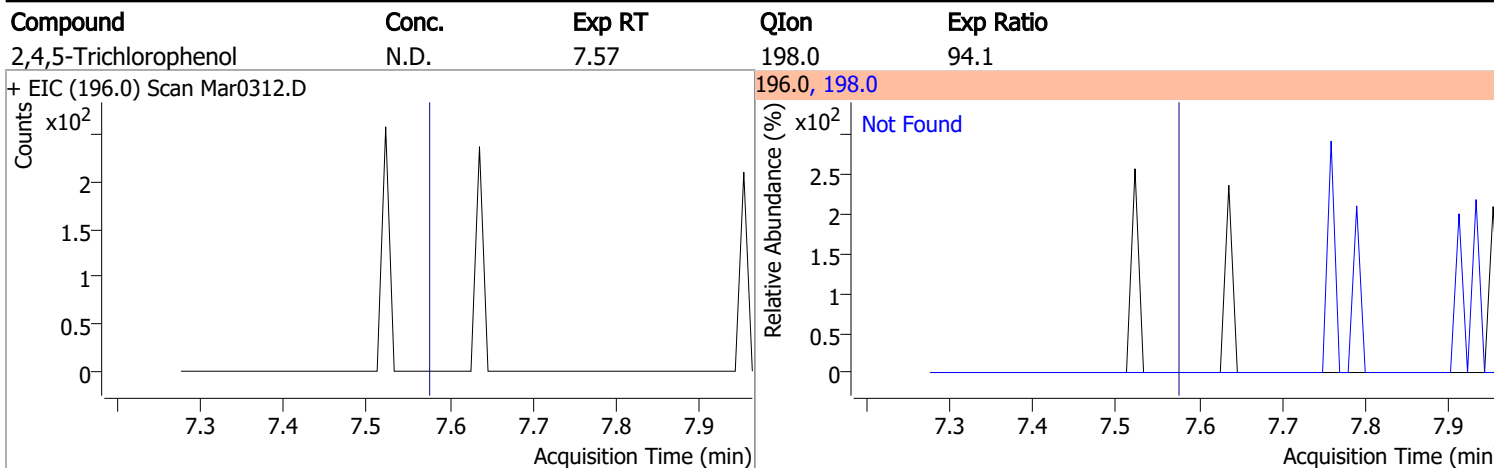 Compound Conc. Exp RT QIon Exp Ratio
2,4,5-Trichlorophenol N.D. 7.57 198.0 94.1
+ EIC (196.0) Scan Mar0312.D
Counts
x10²
2
1.5
1
0.5
0
7.3 7.4 7.5 7.6 7.7 7.8 7.9
Acquisition Time (min)
196.0, 198.0
Relative Abundance (%)
x10²
Not Found
2.5
2
1.5
1
0.5
0
7.3 7.4 7.5 7.6 7.7 7.8 7.9
Acquisition Time (min